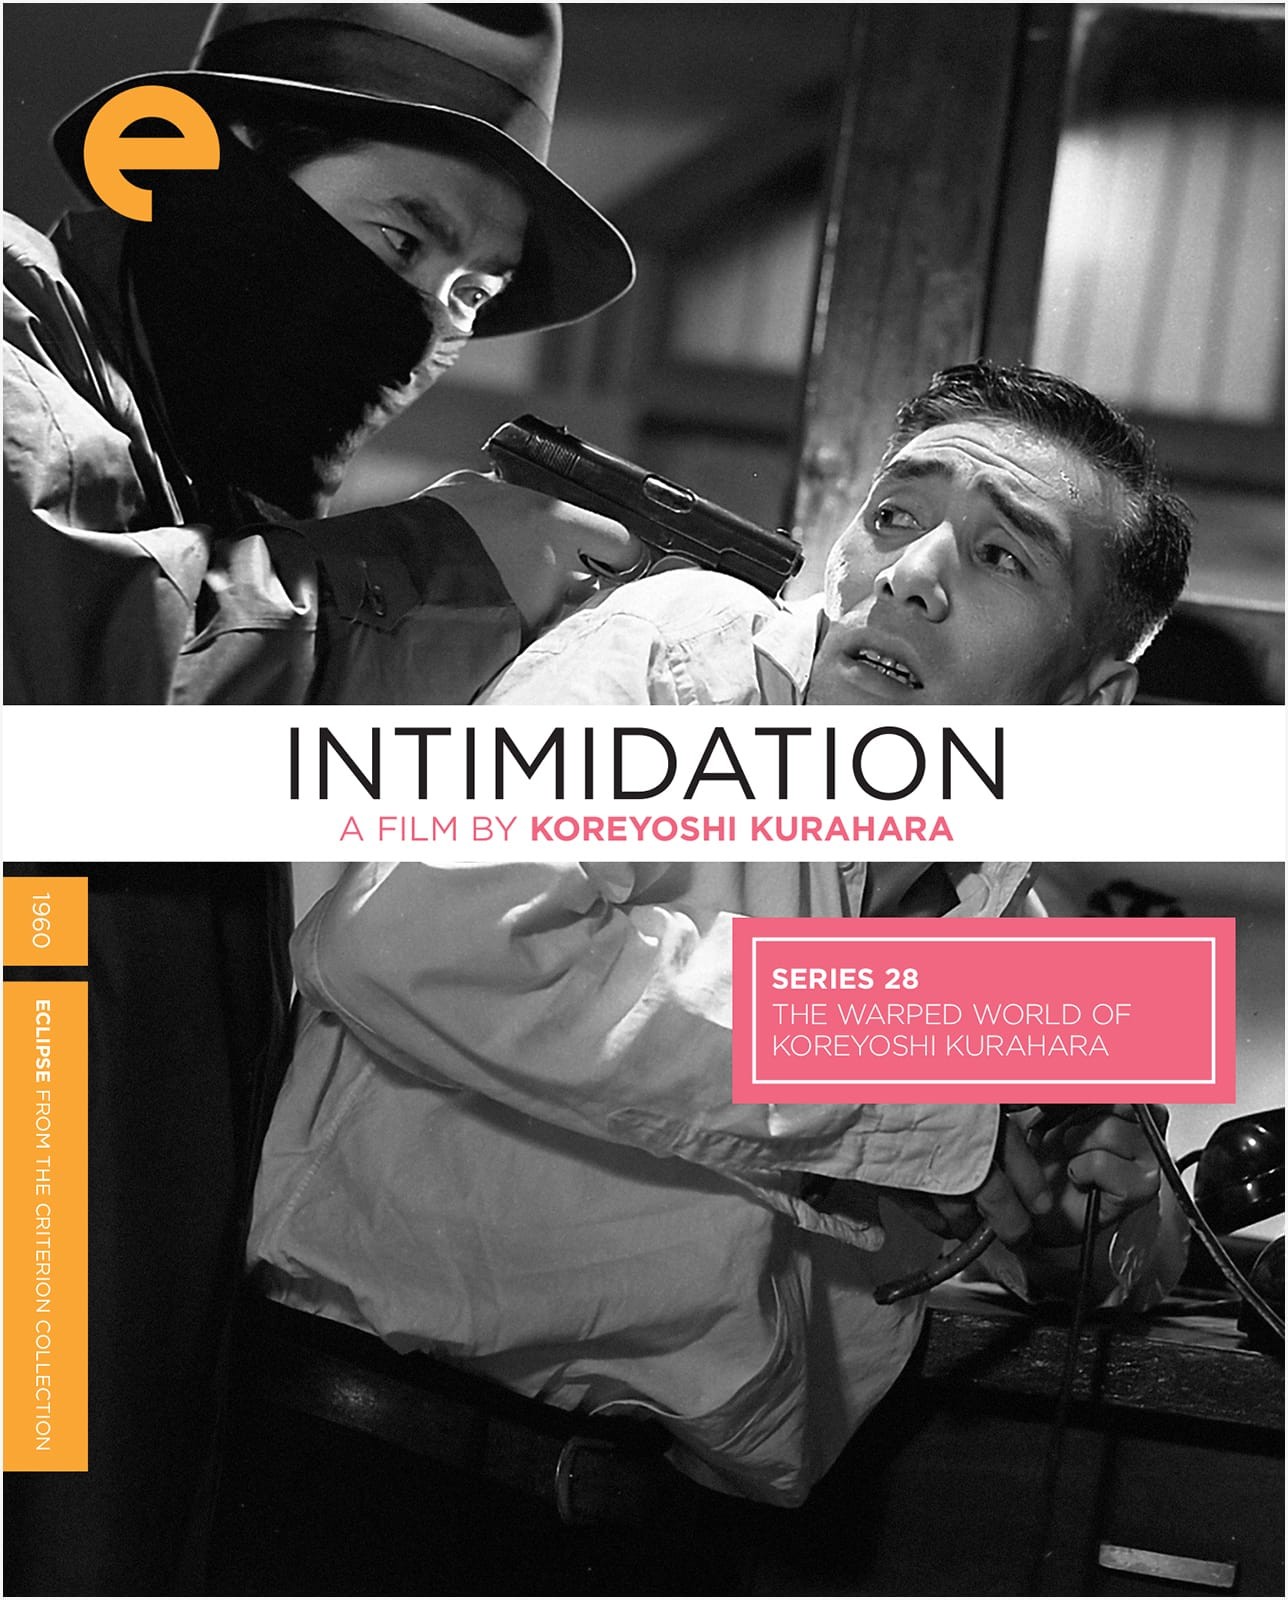 e
INTIMIDATION
A FILM BY KOREYOSHI KURAHARA
1960
ECLIPSE FROM THE CRITERION COLLECTION
SERIES 28
THE WARPED WORLD OF
KOREYOSHI KURAHARA